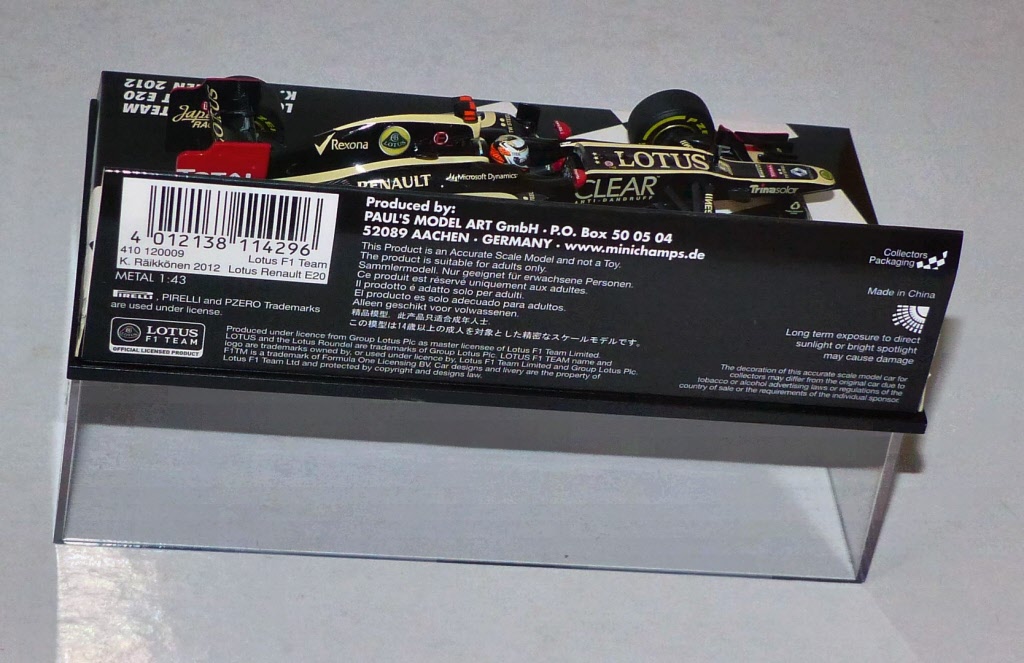 LOTUS F1 TEAM
E20
2012
Japan
RA
LOTUS
TOTAL
Rexona
LOTUS
RENAULT
Microsoft Dynamics
LOTUS
CLEAR
ANTI-DANDRUFF
Trinasolar
4 012138 114296
410 120009 Lotus F1 Team
K. Räikkönen 2012 Lotus Renault E20
METAL 1:43
PIRELLI, PIRELLI and PZERO Trademarks
are used under license.
LOTUS
F1 TEAM
OFFICIAL LICENSED PRODUCT
Produced by:
PAUL'S MODEL ART GmbH · P.O. Box 50 05 04
52089 AACHEN · GERMANY · www.minichamps.de
This Product is an Accurate Scale Model and not a Toy.
The product is suitable for adults only.
Sammlermodell. Nur geeignet für erwachsene Personen.
Ce produit est réservé uniquement aux adultes.
Il prodotto è adatto solo per adulti.
El producto es solo adecuado para adultos.
Alleen geschikt voor volwassenen.
精品模型. 此产品只适合成年人士.
この模型は14歳以上の成人を対象とした精密なスケールモデルです。
Produced under licence from Group Lotus Plc as master licensee of Lotus F1 Team Limited.
LOTUS and the Lotus Roundel are trademarks of Group Lotus Plc. LOTUS F1 TEAM name and
logo are trademarks owned by, or used under licence by, Lotus F1 Team Limited and Group Lotus Plc.
F1TM is a trademark of Formula One Licensing BV. Car designs and livery are the property of
Lotus F1 Team Ltd and protected by copyright and designs law.
Collectors
Packaging
Made in China
Long term exposure to direct
sunlight or bright spotlight
may cause damage
The decoration of this accurate scale model car for
collectors may differ from the original car due to
tobacco or alcohol advertising laws or regulations of the
country of sale or the requirements of the individual sponsor.